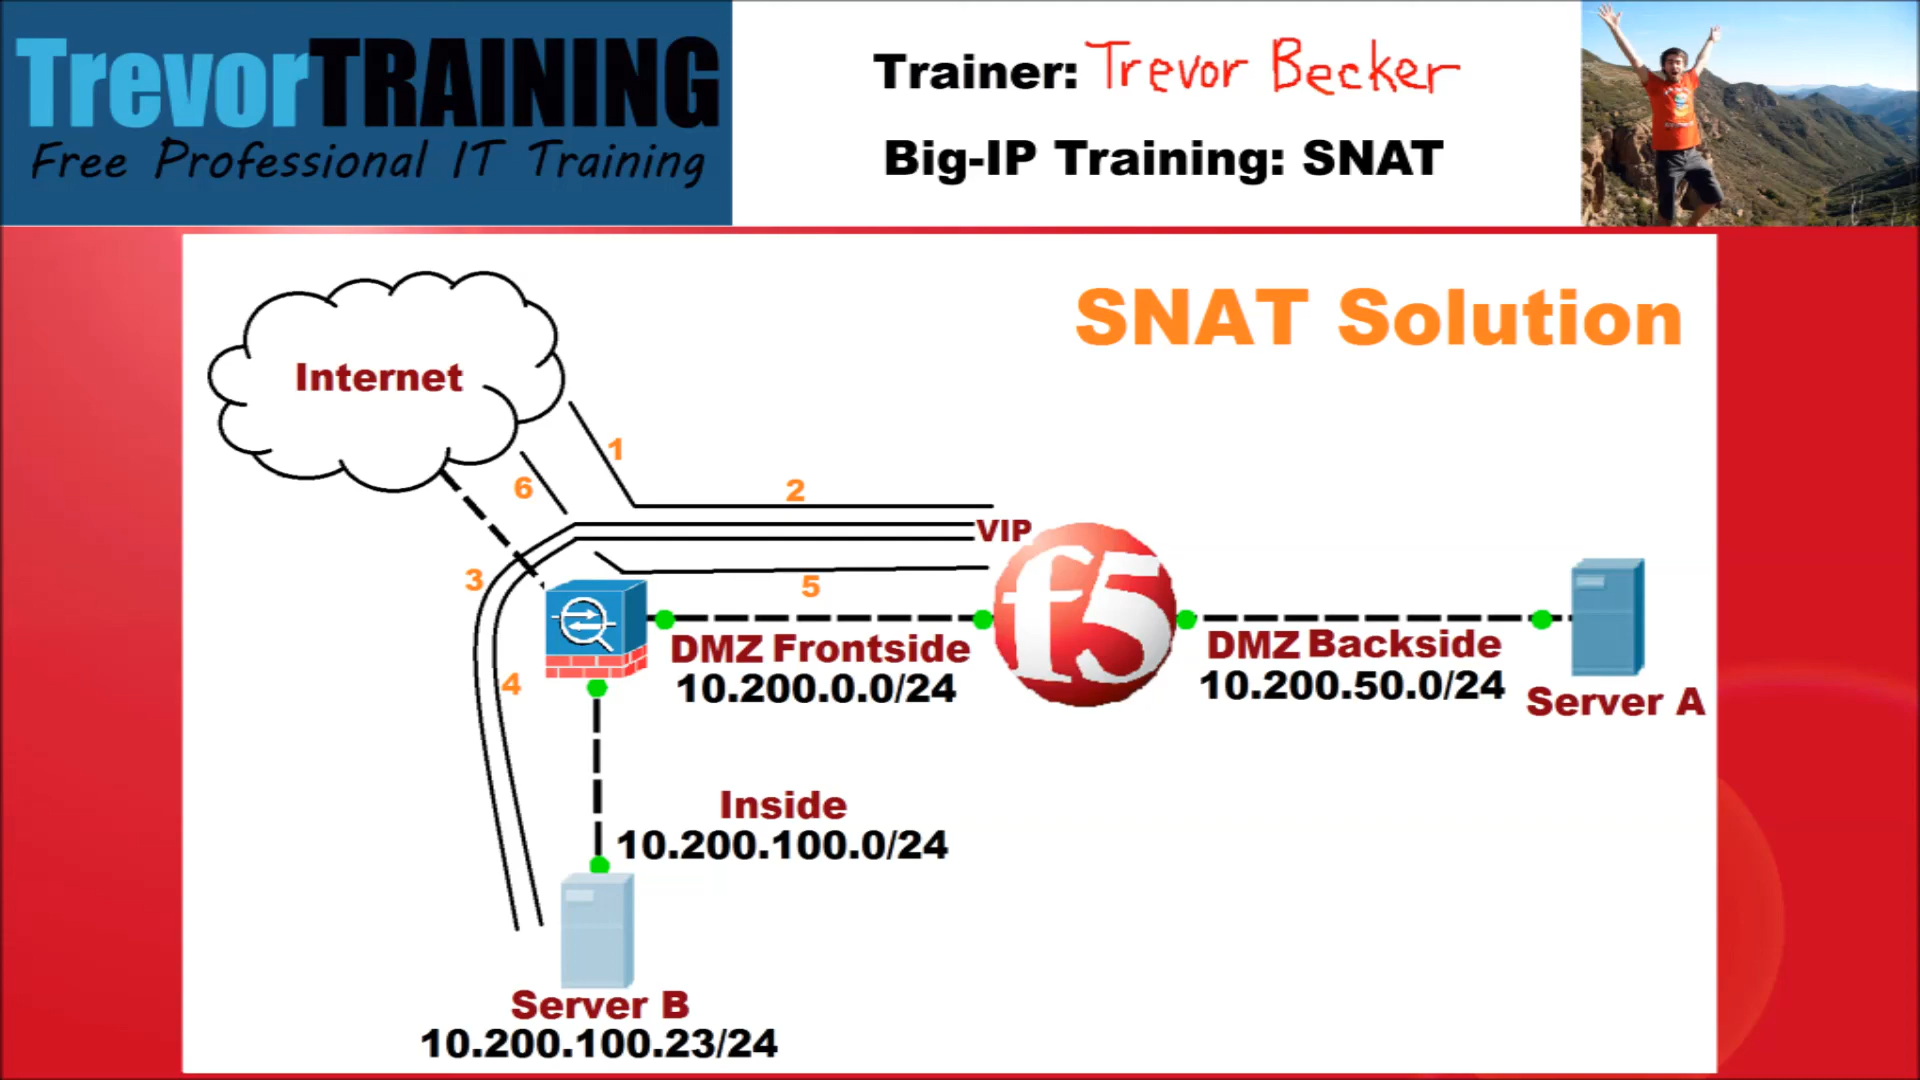 TrevorTRAINING
Free Professional IT Training
Trainer: Trevor Becker
Big-IP Training: SNAT
SNAT Solution
Internet
1
6
2
VIP
3
5
f5
4
DMZ Frontside
10.200.0.0/24
DMZ Backside
10.200.50.0/24
Server A
Inside
10.200.100.0/24
Server B
10.200.100.23/24